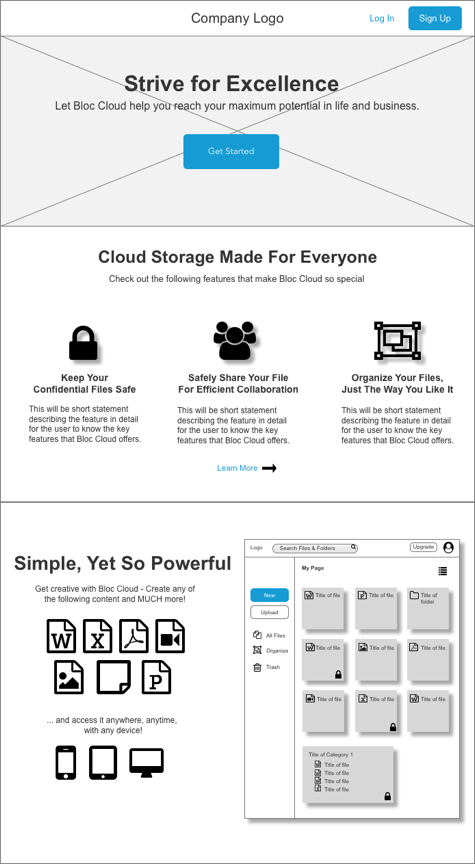 Company Logo
Log In
Sign Up
Strive for Excellence
Let Bloc Cloud help you reach your maximum potential in life and business.
Get Started
Cloud Storage Made For Everyone
Check out the following features that make Bloc Cloud so special
Keep Your
Confidential Files Safe
This will be short statement
describing the feature in detail
for the user to know the key
features that Bloc Cloud offers.
Safely Share Your File
For Efficient Collaboration
This will be short statement
describing the feature in detail
for the user to know the key
features that Bloc Cloud offers.
Organize Your Files,
Just The Way You Like It
This will be short statement
describing the feature in detail
for the user to know the key
features that Bloc Cloud offers.
Learn More
Simple, Yet So Powerful
Get creative with Bloc Cloud - Create any of
the following content and MUCH more!
W
X
P
... and access it anywhere, anytime,
with any device!
Logo
Search Files & Folders
Upgrade
My Page
New
Upload
All Files
Organize
Trash
Title of file
Title of file
Title of
folder
Title of file
Title of file
Title of file
Title of file
Title of file
Title of file
Title of Category 1
Title of file
Title of file
Title of file
Title of file